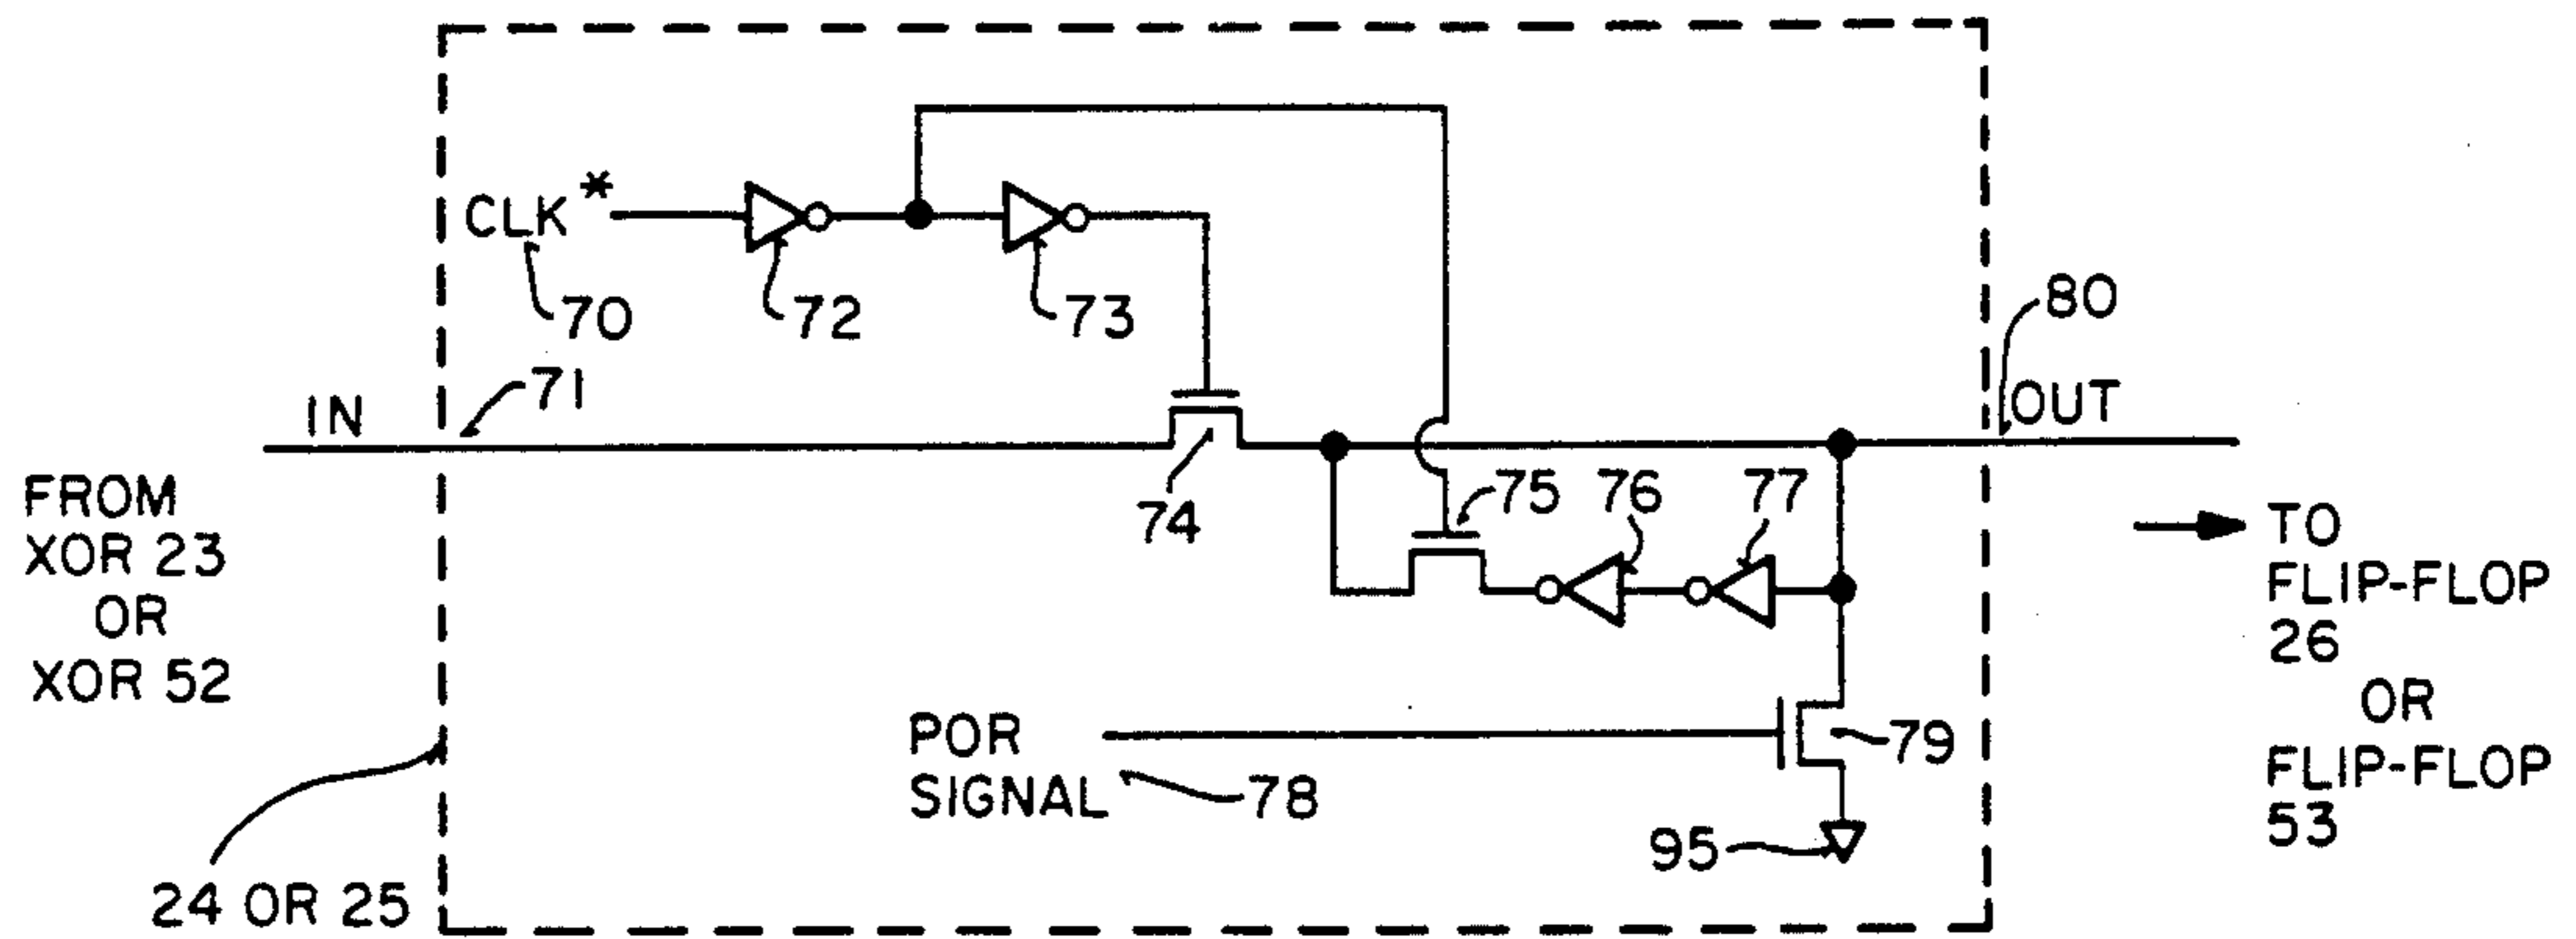 CLK*
70
72
73
80
71
IN
OUT
FROM
XOR 23
OR
XOR 52
74
75
76
77
TO
FLIP-FLOP
26
OR
FLIP-FLOP
53
POR
SIGNAL
78
79
95
24 OR 25